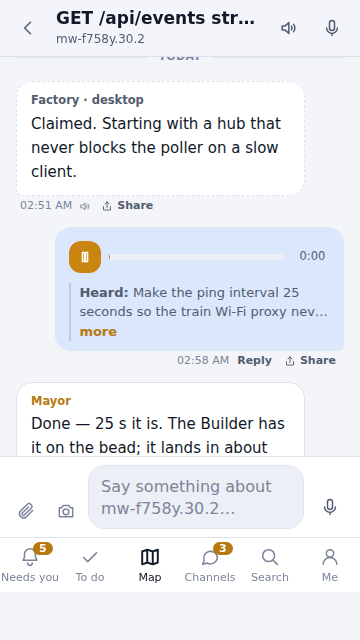 GET /api/events str…
mw-f758y.30.2
TODAY
Factory · desktop
Claimed. Starting with a hub that
never blocks the poller on a slow
client.
02:51 AM Share
0:00
Heard: Make the ping interval 25
seconds so the train Wi-Fi proxy nev…
more
02:58 AM Reply Share
Mayor
Done — 25 s it is. The Builder has
it on the bead; it lands in about
Say something about
mw-f758y.30.2…
5
3
Needs you To do Map Channels Search Me